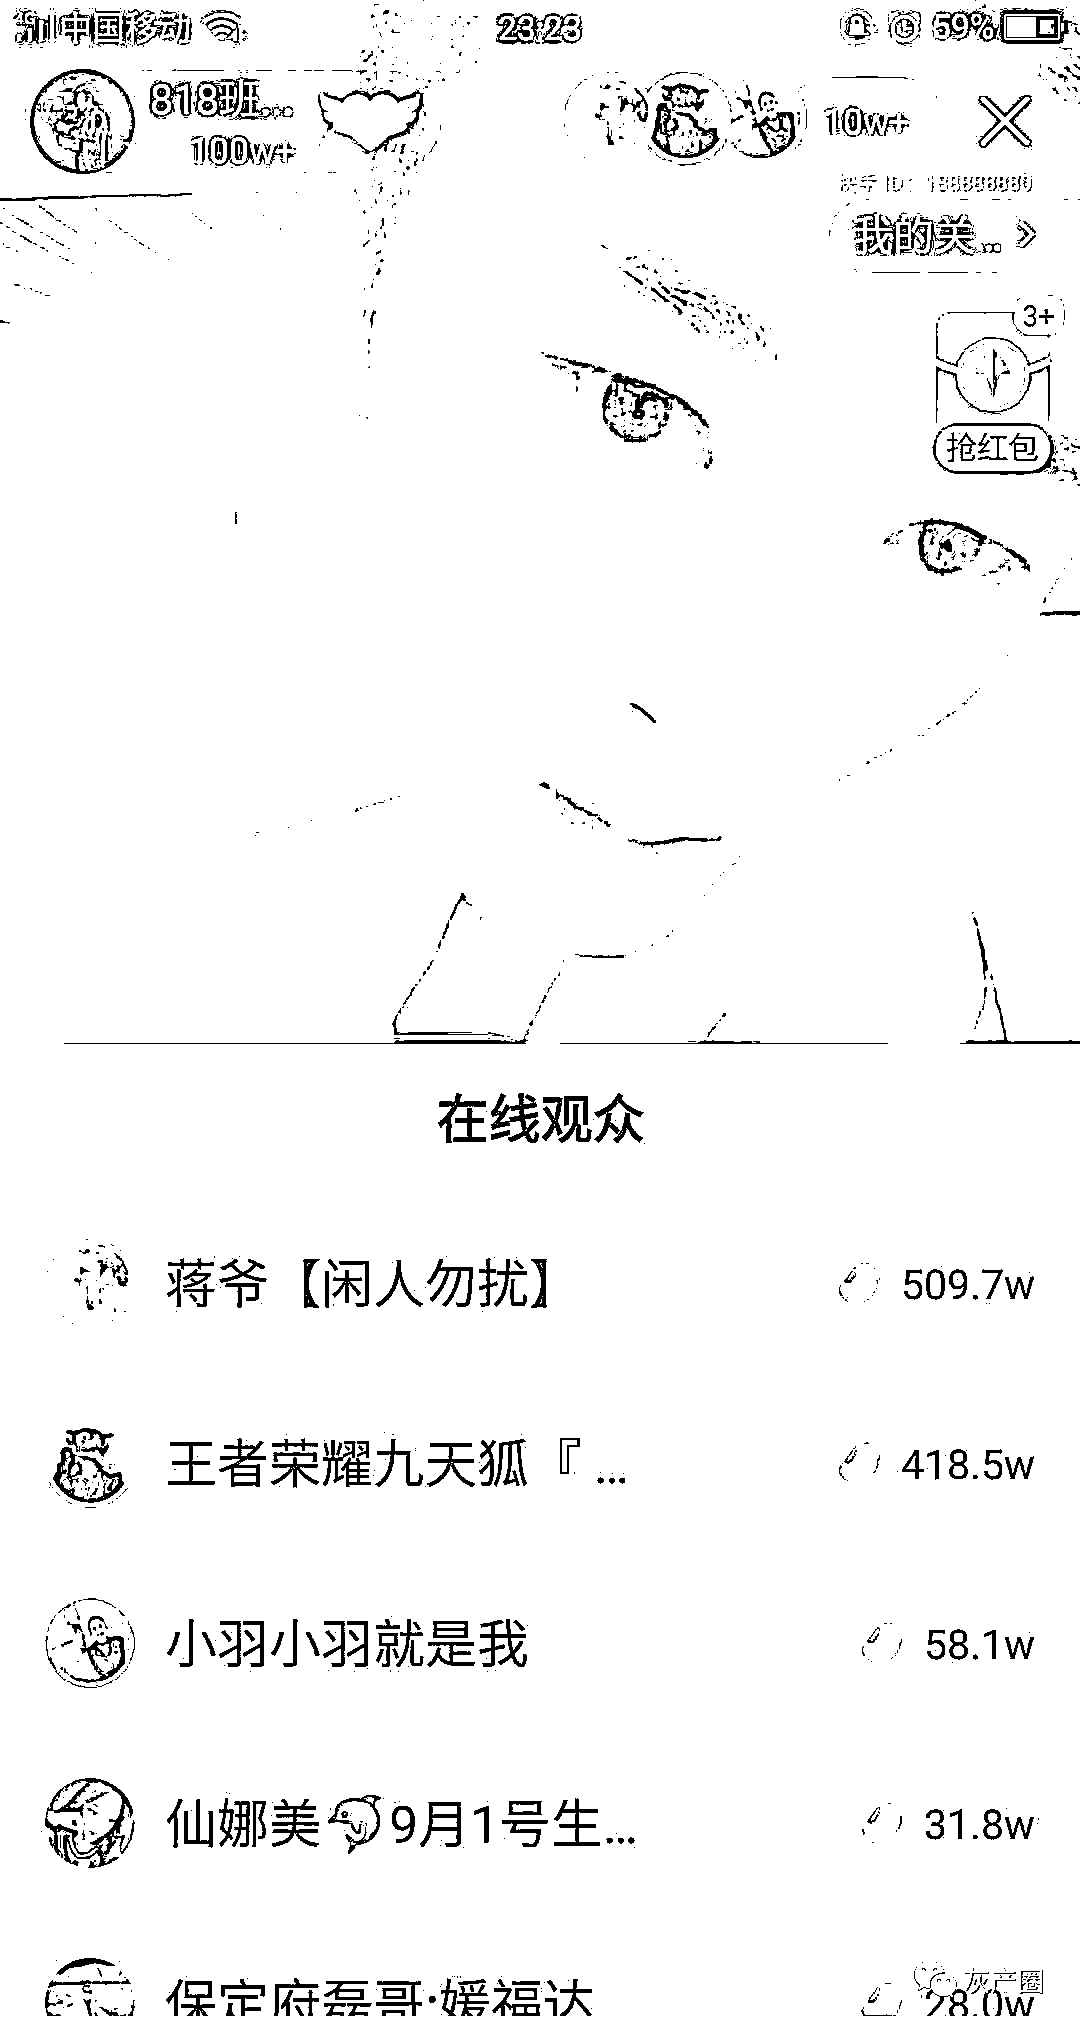 中国移动 23:23 59%
818班...
100w+
10w+
快手 ID: 
我的关...
3+
抢红包
在线观众
蒋爷【闲人勿扰】 509.7w
王者荣耀九天狐『 ... 418.5w
小羽小羽就是我 58.1w
仙娜美🐬9月1号生... 31.8w
保定府磊哥·媛福达 28.0w
灰产圈